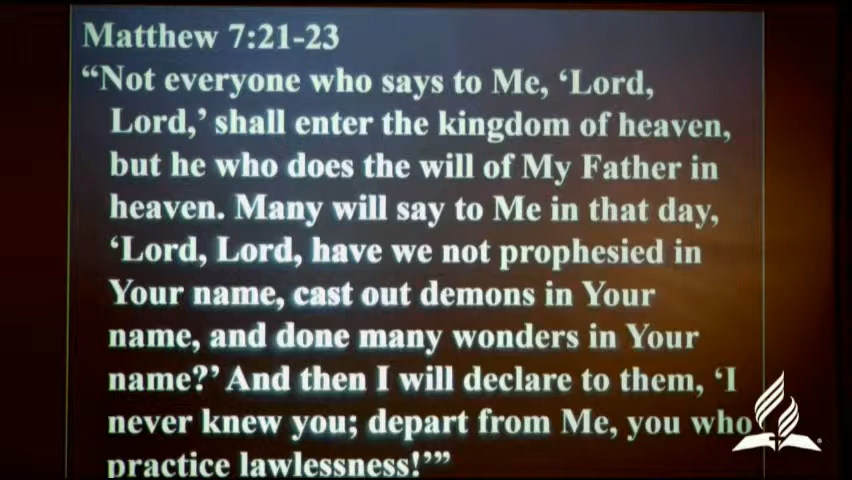 Matthew 7:21-23
“Not everyone who says to Me, ‘Lord,
Lord,’ shall enter the kingdom of heaven,
but he who does the will of My Father in
heaven. Many will say to Me in that day,
‘Lord, Lord, have we not prophesied in
Your name, cast out demons in Your
name, and done many wonders in Your
name?’ And then I will declare to them, ‘I
never knew you; depart from Me, you who
practice lawlessness!’”